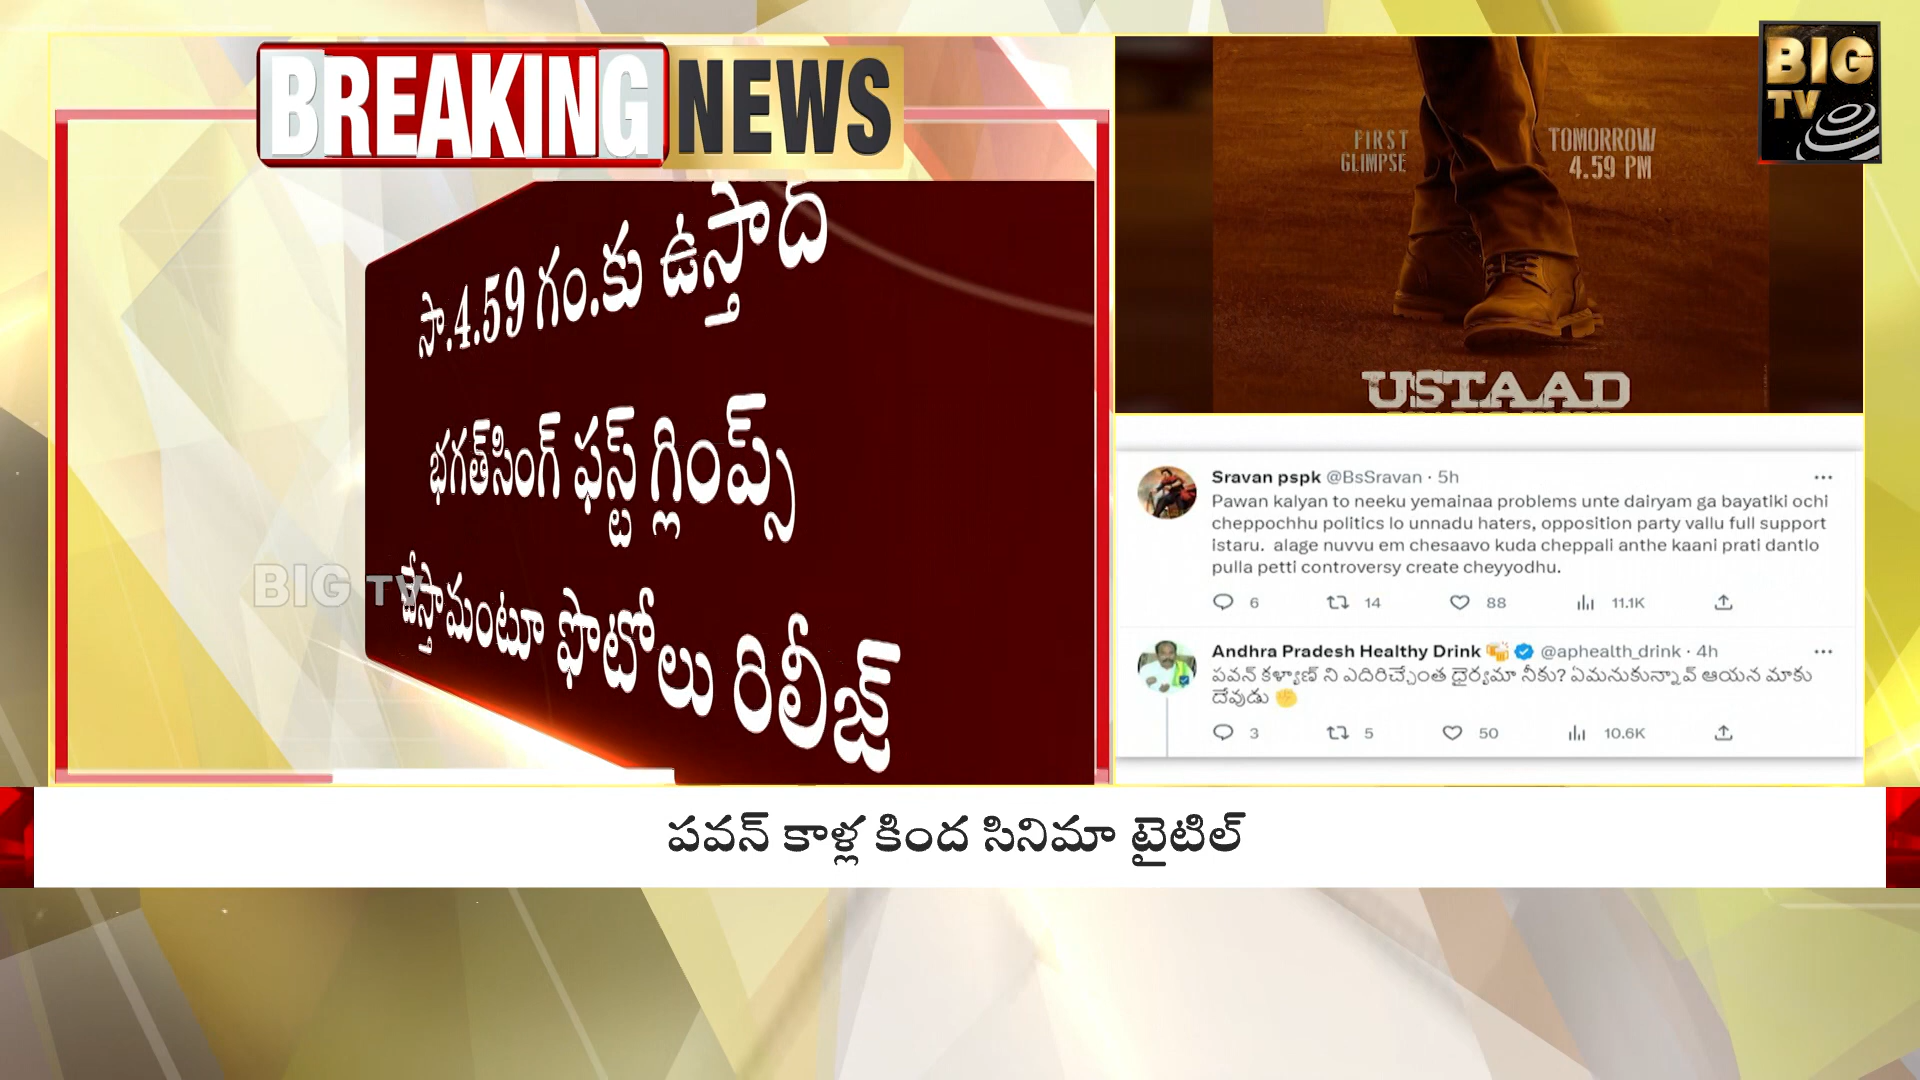 BREAKING NEWS
సా.4.59 గం.కు ఉస్తాద్
భగత్‌సింగ్ ఫస్ట్ గ్లింప్స్
చేస్తామంటూ ఫొటోలు రిలీజ్
BIG TV
FIRST
GLIMPSE
TOMORROW
4.59 PM
USTAAD
BIG
TV
Sravan pspk @BsSravan · 5h
Pawan kalyan to neeku yemainaa problems unte dairyam ga bayatiki ochi
cheppochhu politics lo unnadu haters, opposition party vallu full support
istaru. alage nuvvu em chesaavo kuda cheppali anthe kaani prati dantlo
pulla petti controversy create cheyyodhu.
6 14 88 11.1K
Andhra Pradesh Healthy Drink 🍻 @aphealth_drink · 4h
పవన్ కళ్యాణ్ ని ఎదిరిచ్చేంత ధైర్యమా నీకు? ఏమనుకున్నావ్ ఆయన మాకు
దేవుడు ✊
3 5 50 10.6K
పవన్ కాళ్ల కింద సినిమా టైటిల్